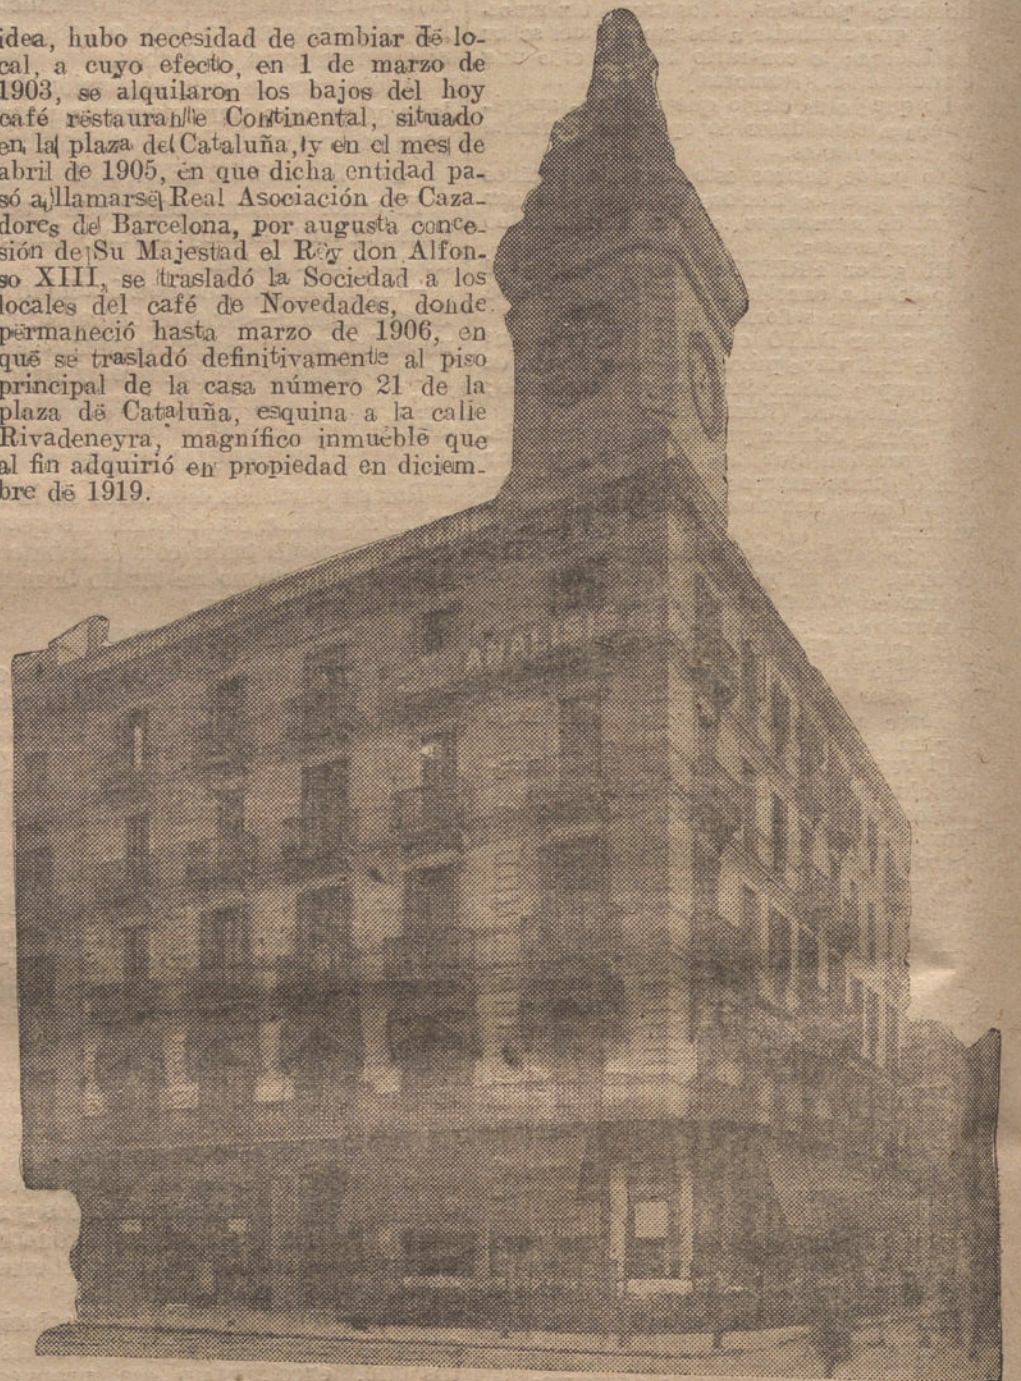 idea, hubo necesidad de cambiar de lo-
cal, a cuyo efecto, en 1 de marzo de
1903, se alquilaron los bajos del hoy
café restaurante Continental, situado
en la plaza de Cataluña, y en el mes de
abril de 1905, en que dicha entidad pa-
só a llamarse Real Asociación de Caza-
dores de Barcelona, por augusta conce-
sión de Su Majestad el Rey don Alfon-
so XIII, se trasladó la Sociedad a los
locales del café de Novedades, donde
permaneció hasta marzo de 1906, en
que se trasladó definitivamente al piso
principal de la casa número 21 de la
plaza de Cataluña, esquina a la calle
Rivadeneyra, magnífico inmueble que
al fin adquirió en propiedad en diciem-
bre de 1919.